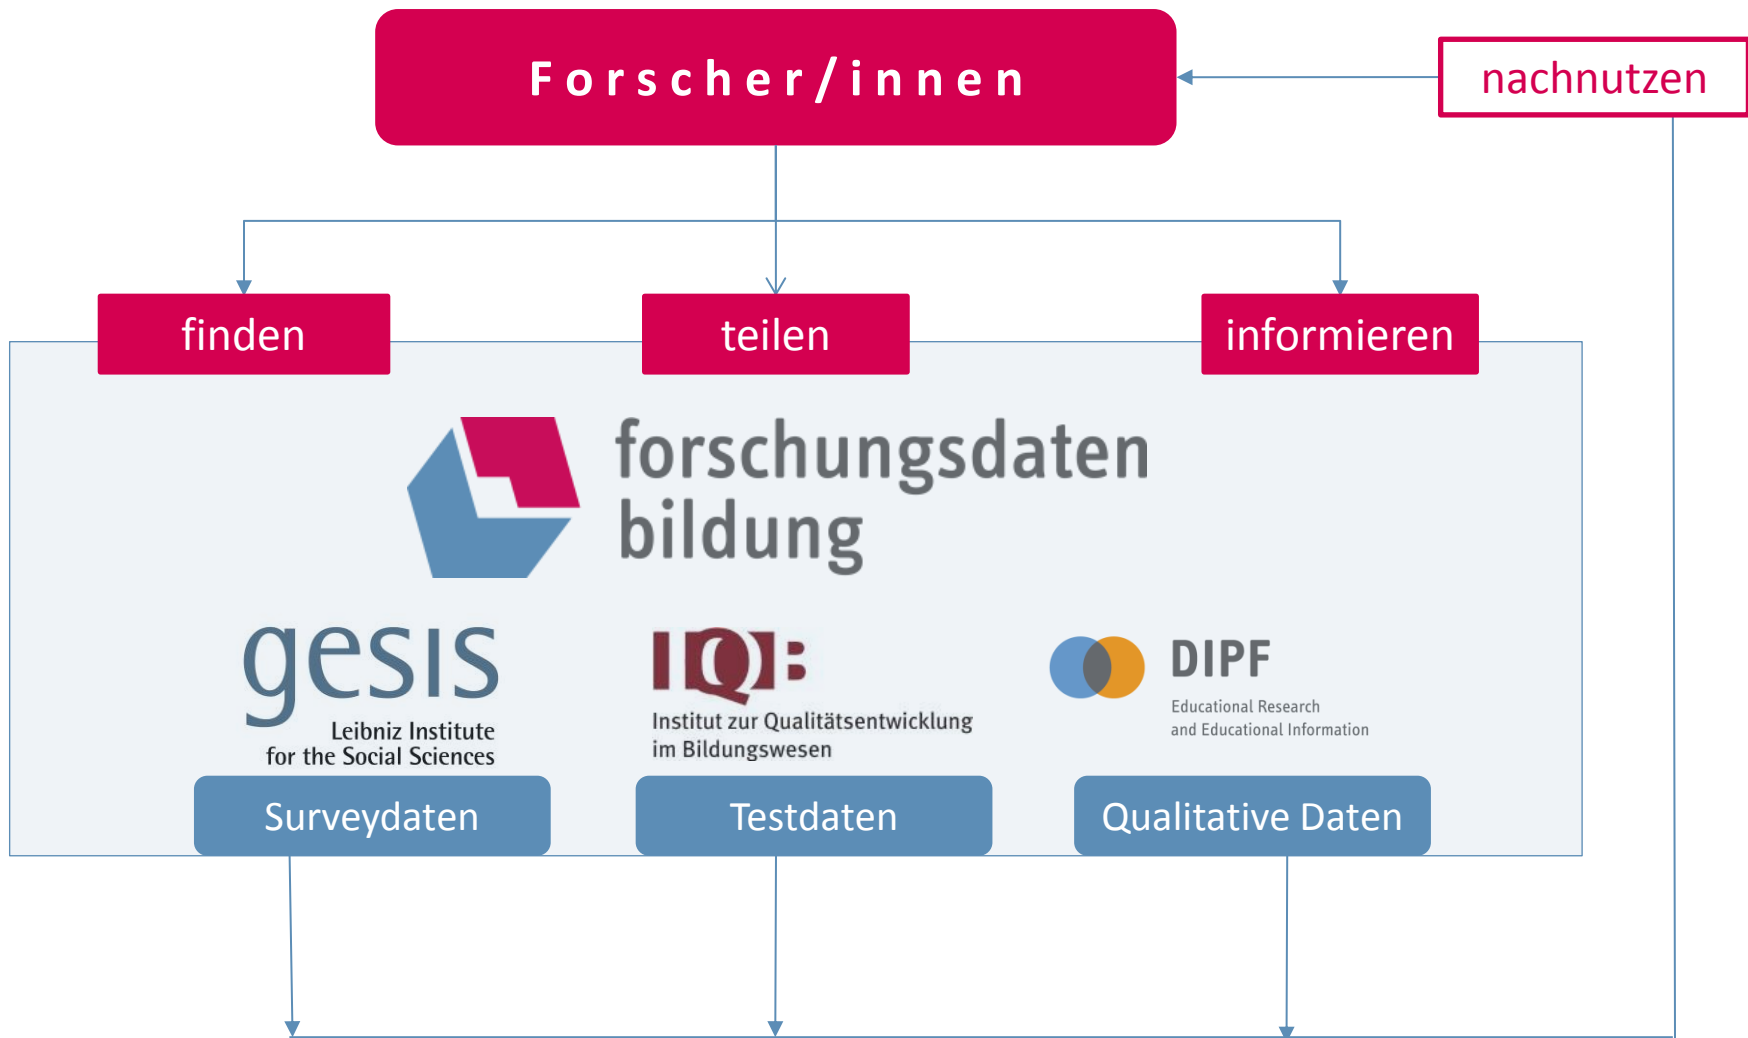 Forscher/innen
nachnutzen
finden
teilen
informieren
forschungsdaten
bildung
gesis
Leibniz Institute
for the Social Sciences
IQB
Institut zur Qualitätsentwicklung
im Bildungswesen
DIPF
Educational Research
and Educational Information
Surveydaten
Testdaten
Qualitative Daten